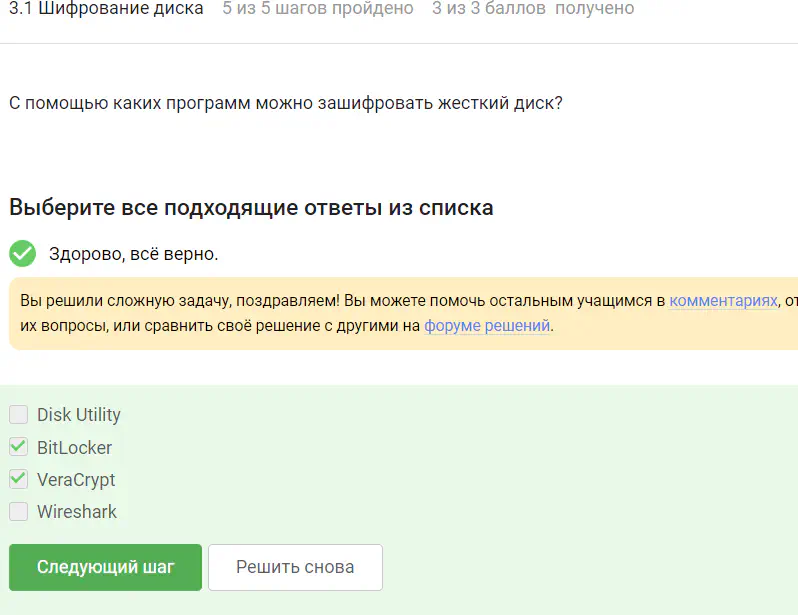 3.1 Шифрование диска 5 из 5 шагов пройдено 3 из 3 баллов получено
С помощью каких программ можно зашифровать жесткий диск?
Выберите все подходящие ответы из списка
Здорово, всё верно.
Вы решили сложную задачу, поздравляем! Вы можете помочь остальным учащимся в комментариях, от
их вопросы, или сравнить своё решение с другими на форуме решений.
Disk Utility
BitLocker
VeraCrypt
Wireshark
Следующий шаг Решить снова